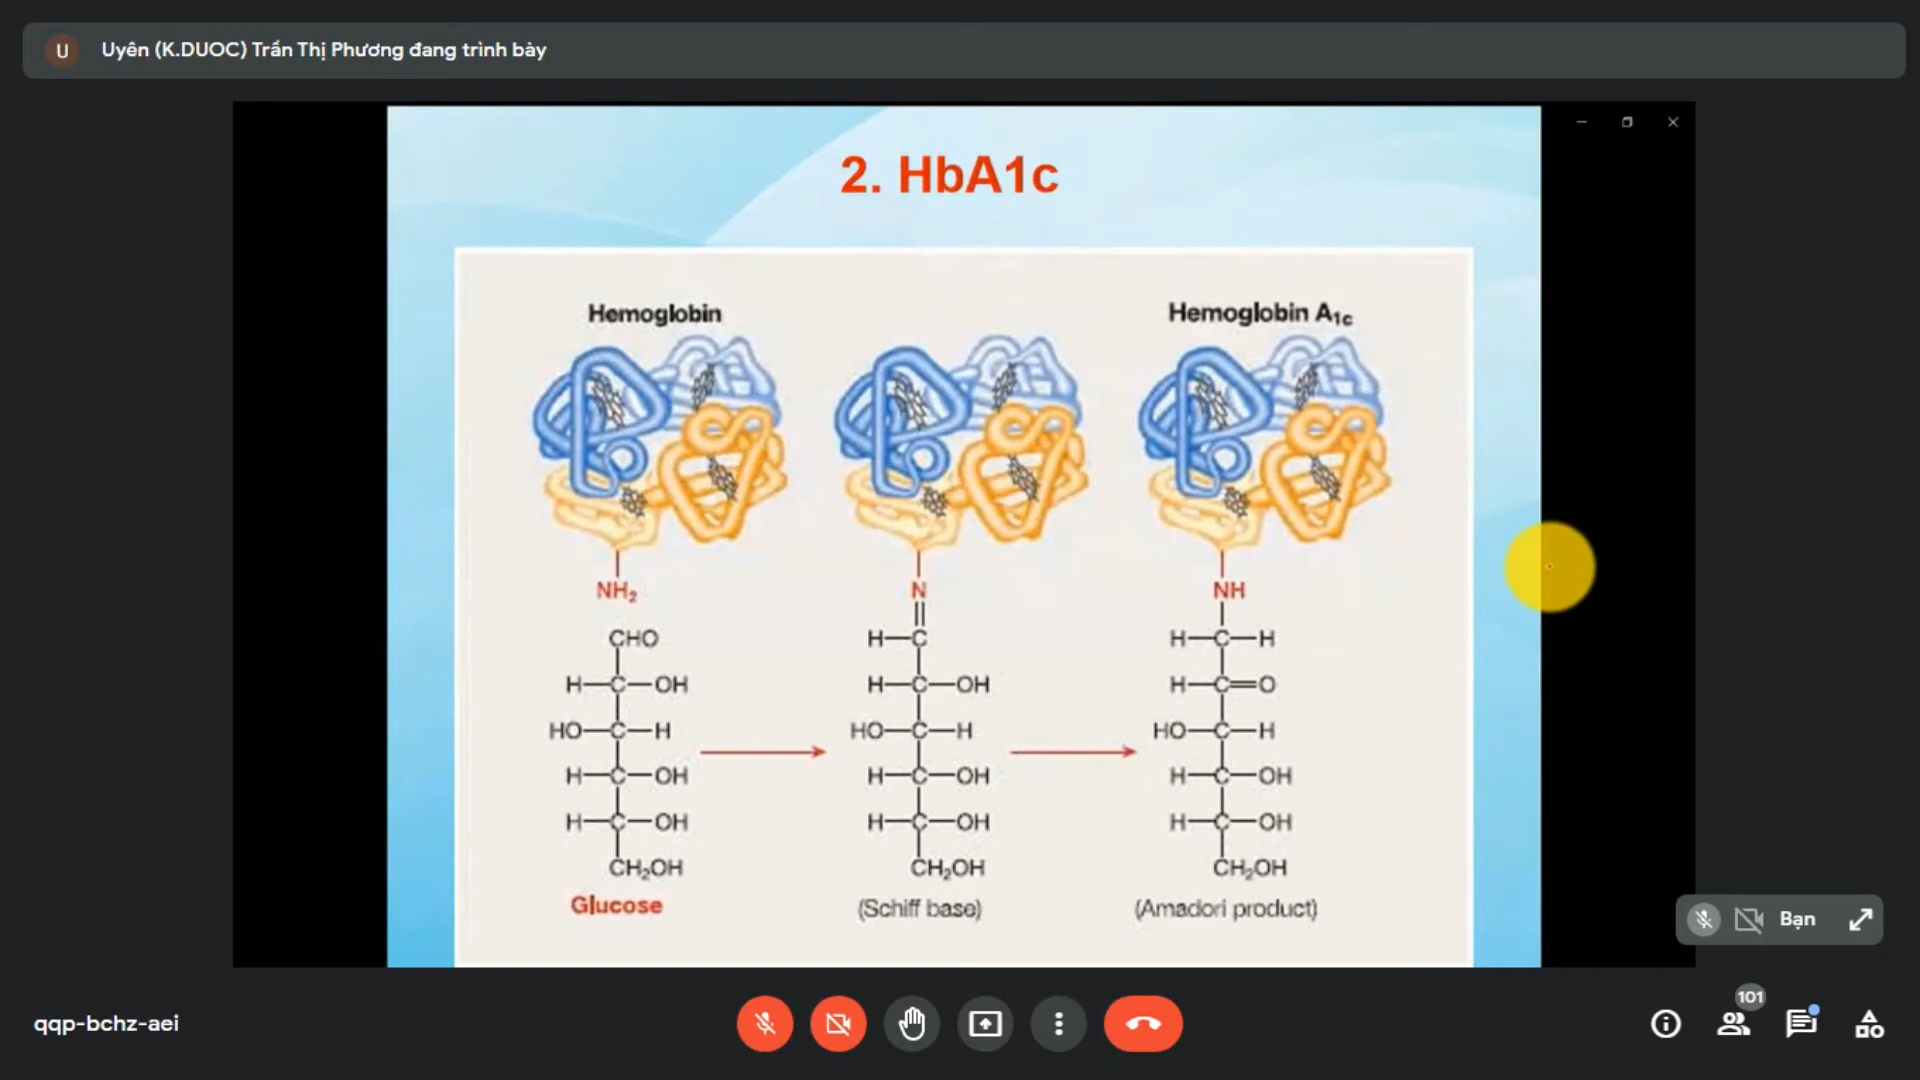 U Uyên (K.DUOC) Trần Thị Phương đang trình bày
2. HbA1c
Hemoglobin
Hemoglobin A1c
NH2
N
NH
CHO
H—C
H—C—H
H—C—OH
H—C—OH
H—C=O
HO—C—H
HO—C—H
HO—C—H
H—C—OH
H—C—OH
H—C—OH
H—C—OH
H—C—OH
H—C—OH
CH2OH
CH2OH
CH2OH
Glucose
(Schiff base)
(Amadori product)
Bạn
qqp-bchz-aei
101